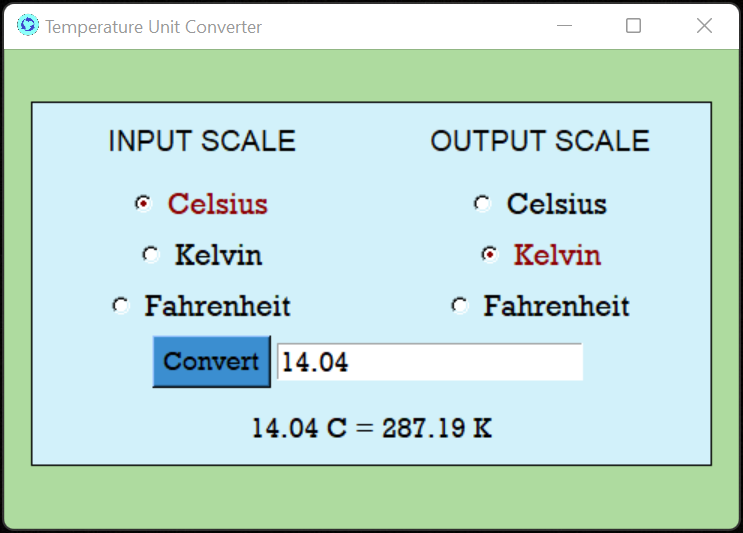 Temperature Unit Converter
INPUT SCALE OUTPUT SCALE
Celsius Celsius
Kelvin Kelvin
Fahrenheit Fahrenheit
Convert 14.04
14.04 C = 287.19 K